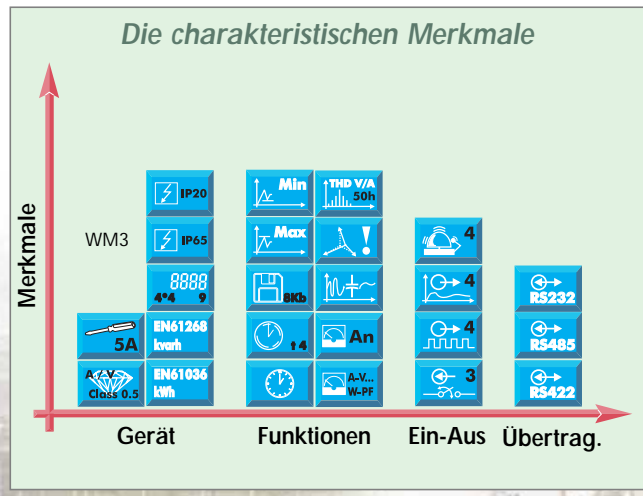 Die charakteristischen Merkmale
Merkmale
WM3
IP20
IP65
8888
4*4 9
5A
EN61268
kvarh
A / V
Class 0.5
EN61036
kWh
Min
THD V/A
50h
Max
!
8Kb
An
A-V...
W-PF
4
4
4
3
RS232
RS485
RS422
Gerät
Funktionen
Ein-Aus
Übertrag.